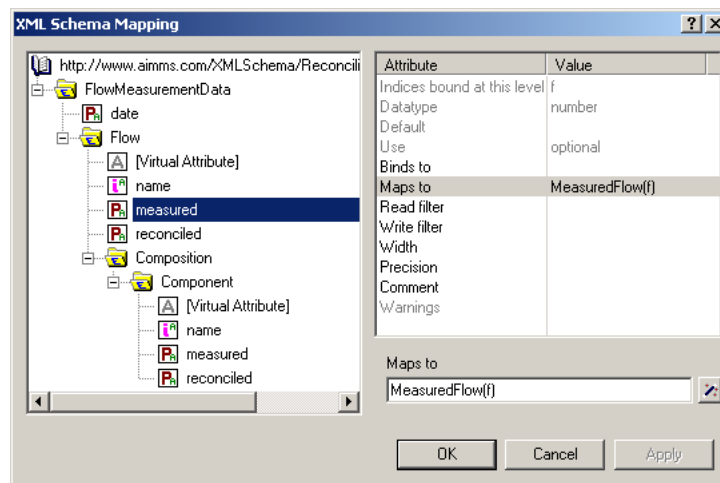 XML Schema Mapping
http://www.aimms.com/XMLSchema/Reconcili
FlowMeasurementData
date
Flow
[Virtual Attribute]
name
measured
reconciled
Composition
Component
[Virtual Attribute]
name
measured
reconciled
Attribute Value
Indices bound at this level f
Datatype number
Default
Use optional
Binds to
Maps to MeasuredFlow(f)
Read filter
Write filter
Width
Precision
Comment
Warnings
Maps to
MeasuredFlow(f)
OK Cancel Apply